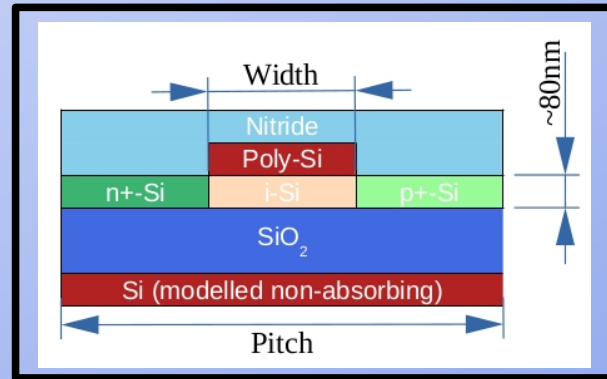 Width
~80nm
Nitride
Poly-Si
n+-Si i-Si p+-Si
SiO₂
Si (modelled non-absorbing)
Pitch